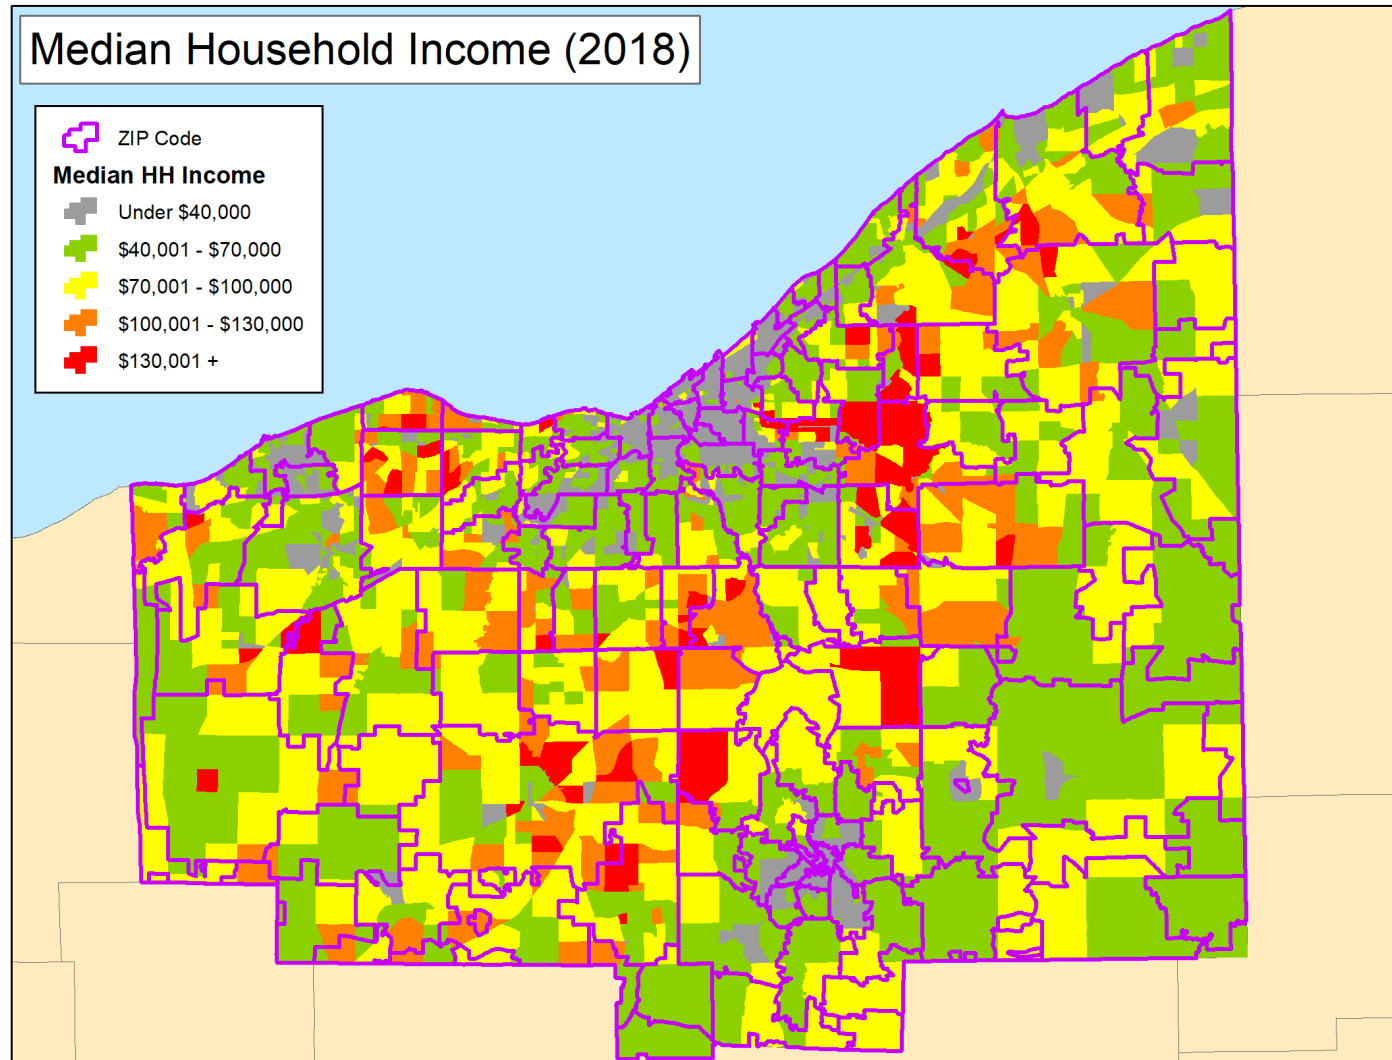 Median Household Income (2018)
ZIP Code
Median HH Income
Under $40,000
$40,001 - $70,000
$70,001 - $100,000
$100,001 - $130,000
$130,001 +